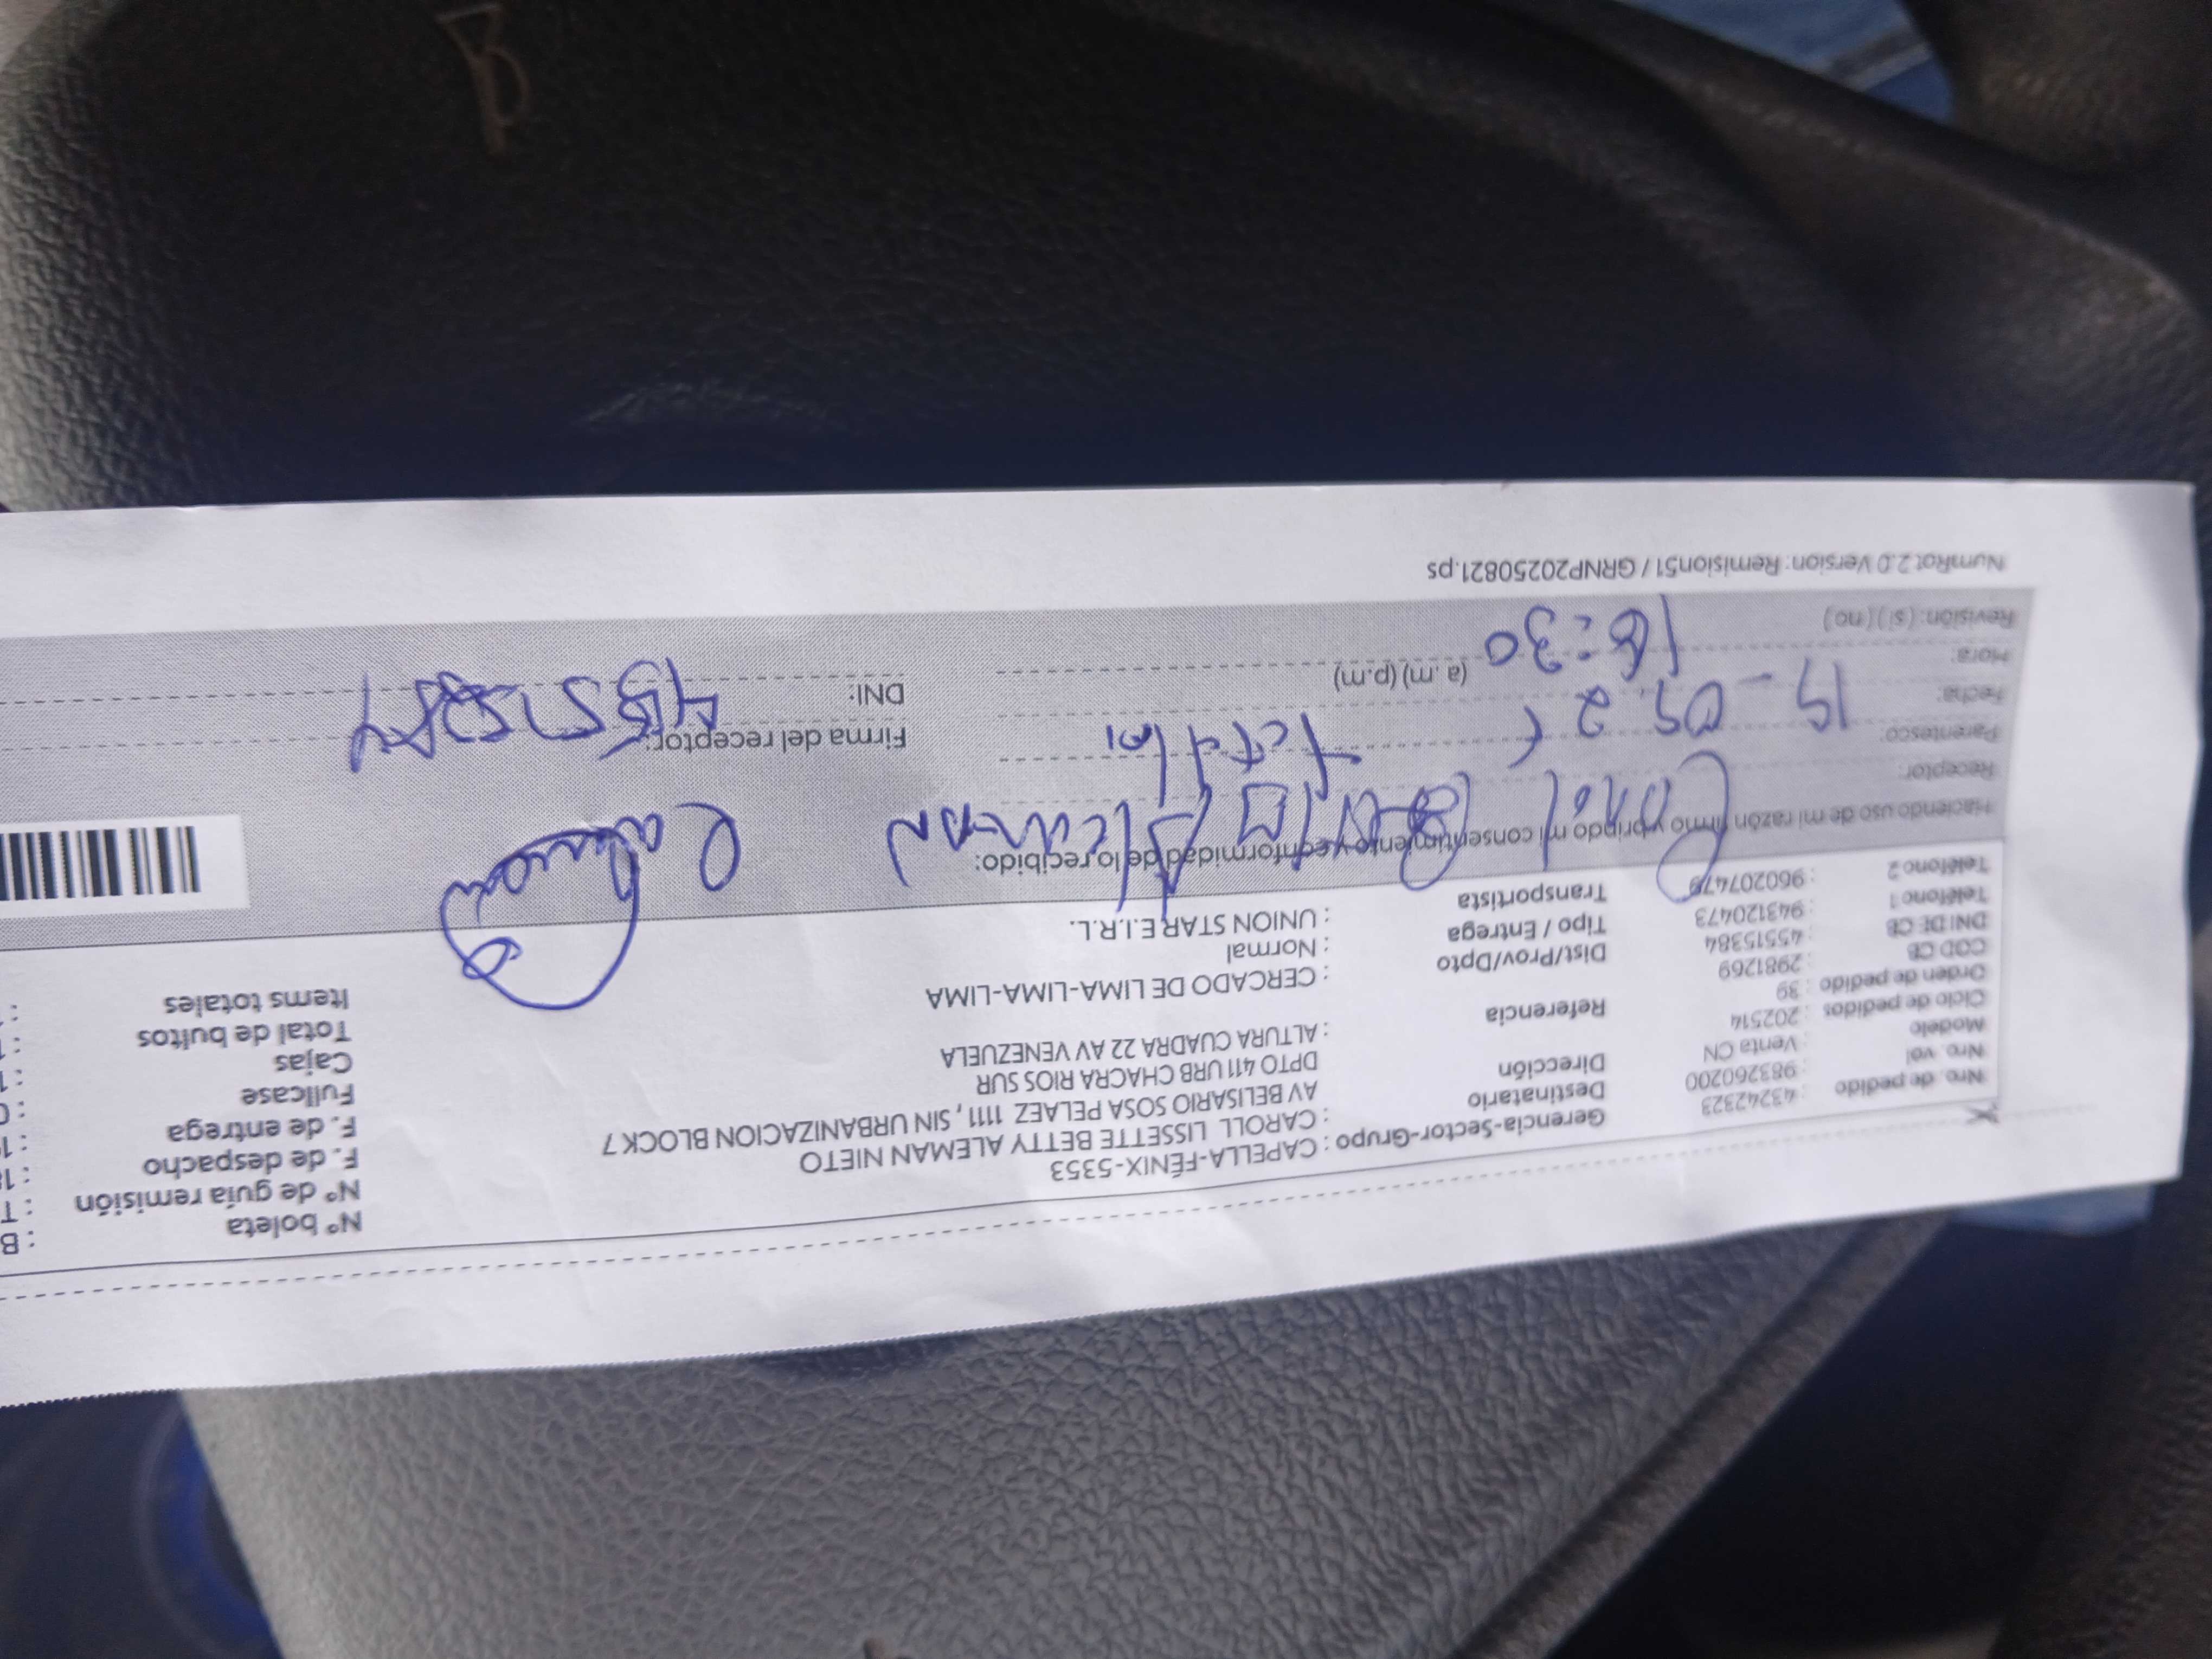 Nro. de pedido : 43242323
Nro. vol : 983260200
Modelo : Venta CN
Ciclo de pedidos : 202514
Orden de pedido : 39
COD CB : 2981269
DNI DE CB : 45515384
Teléfono 1 : 943120473
Teléfono 2 : 960207479
Gerencia-Sector-Grupo : CAPELLA-FÉNIX-5353
Destinatario : CAROLL LISSETTE BETTY ALEMAN NIETO
Dirección AV BELISARIO SOSA PELAEZ 1111, SIN URBANIZACION BLOCK 7
DPTO 411 URB CHACRA RIOS SUR
Referencia : ALTURA CUADRA 22 AV VENEZUELA
Dist/Prov/Dpto : CERCADO DE LIMA-LIMA-LIMA
Tipo / Entrega : Normal
Transportista : UNION STAR E.I.R.L.
N° boleta : B
N° de guía remisión : T
F. de despacho : 1
F. de entrega : 1
Fullcase :
Cajas : 1
Total de bultos :
Items totales :
Haciendo uso de mi razón firmo y brindo mi consentimiento y conformidad de lo recibido:
Receptor:
Parentesco:
Fecha: 19-09.2
Hora: 16:30 (a. m) (p.m)
Revisión: (si) (no)
Firma del receptor:
DNI:
NumRot 2.0 Version: Remision51 / GRNP20250821.ps